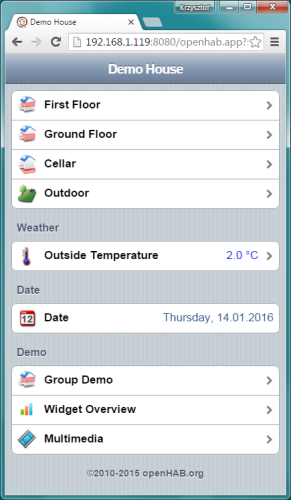 Krzysztof
Demo House
192.168.1.119:8080/openhab.app?
Demo House
First Floor
Ground Floor
Cellar
Outdoor
Weather
Outside Temperature 2.0 °C
Date
12 Date Thursday, 14.01.2016
Demo
Group Demo
Widget Overview
Multimedia
©2010-2015 openHAB.org